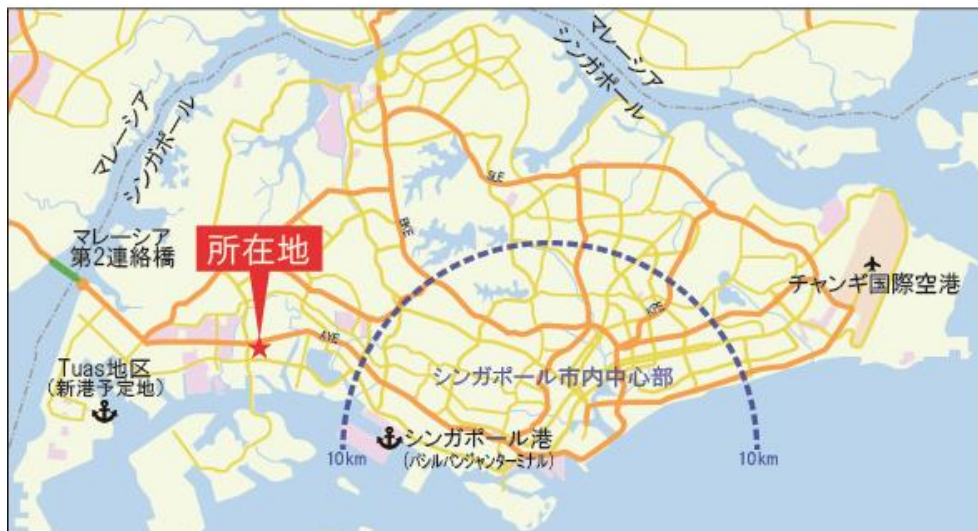 マレーシア
シンガポール
マレーシア
シンガポール
SLE
BKE
マレーシア
第2連絡橋
所在地
チャンギ国際空港
KPE
AYE
Tuas地区
(新港予定地)
シンガポール市内中心部
シンガポール港
(パシルパンジャンターミナル)
10km
10km